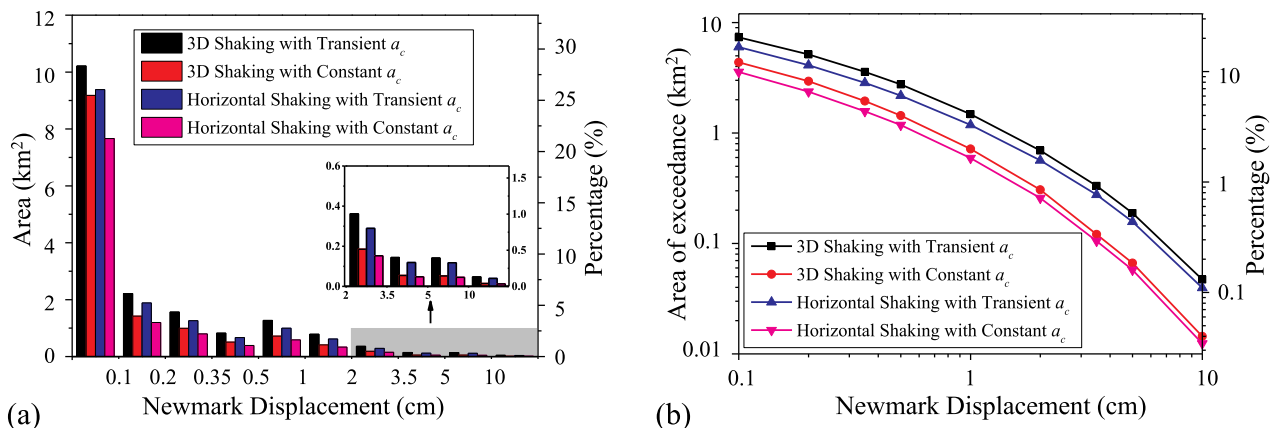 12
10
8
6
4
2
0
Area (km²)
3D Shaking with Transient a_c
3D Shaking with Constant a_c
Horizontal Shaking with Transient a_c
Horizontal Shaking with Constant a_c
30
25
20
15
10
5
0
Percentage (%)
0.6
0.4
0.2
0.0
1.5
1.0
0.5
0.0
2 3.5 5 10
0.1 0.2 0.35 0.5 1 2 3.5 5 10
Newmark Displacement (cm)
(a)
10
1
0.1
0.01
Area of exceedance (km²)
3D Shaking with Transient a_c
3D Shaking with Constant a_c
Horizontal Shaking with Transient a_c
Horizontal Shaking with Constant a_c
10
1
0.1
Percentage (%)
0.1 1 10
Newmark Displacement (cm)
(b)